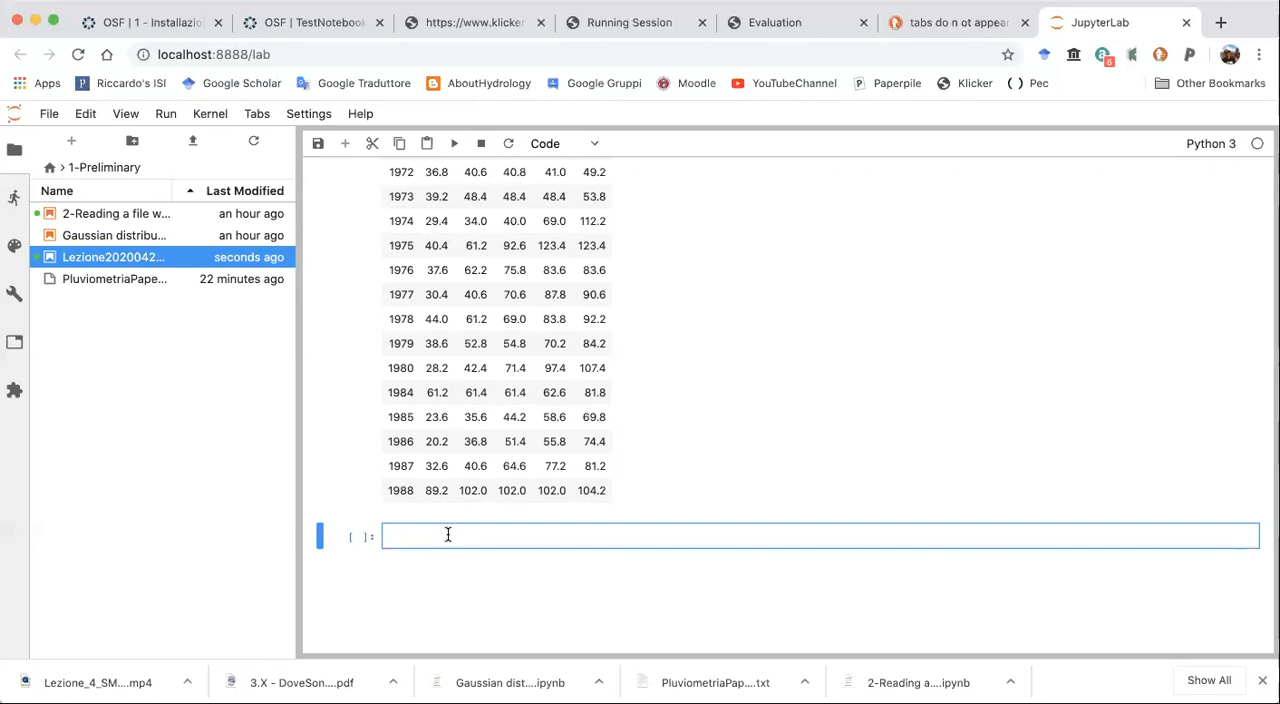 OSF | 1 - Installazio
OSF | TestNotebook
https://www.klicker
Running Session
Evaluation
tabs do n ot appear
JupyterLab
localhost:8888/lab
6
Apps
Riccardo's ISI
Google Scholar
Google Traduttore
AboutHydrology
Google Gruppi
Moodle
YouTubeChannel
Paperpile
Klicker
Pec
Other Bookmarks
File Edit View Run Kernel Tabs Settings Help
Code
Python 3
> 1-Preliminary
Name Last Modified
2-Reading a file w... an hour ago
Gaussian distribu... an hour ago
Lezione2020042... seconds ago
PluviometriaPape... 22 minutes ago
1972 36.8 40.6 40.8 41.0 49.2
1973 39.2 48.4 48.4 48.4 53.8
1974 29.4 34.0 40.0 69.0 112.2
1975 40.4 61.2 92.6 123.4 123.4
1976 37.6 62.2 75.8 83.6 83.6
1977 30.4 40.6 70.6 87.8 90.6
1978 44.0 61.2 69.0 83.8 92.2
1979 38.6 52.8 54.8 70.2 84.2
1980 28.2 42.4 71.4 97.4 107.4
1984 61.2 61.4 61.4 62.6 81.8
1985 23.6 35.6 44.2 58.6 69.8
1986 20.2 36.8 51.4 55.8 74.4
1987 32.6 40.6 64.6 77.2 81.2
1988 89.2 102.0 102.0 102.0 104.2
[ ]:
Lezione_4_SM....mp4
3.X - DoveSon....pdf
Gaussian dist....ipynb
PluviometriaPap....txt
2-Reading a....ipynb
Show All